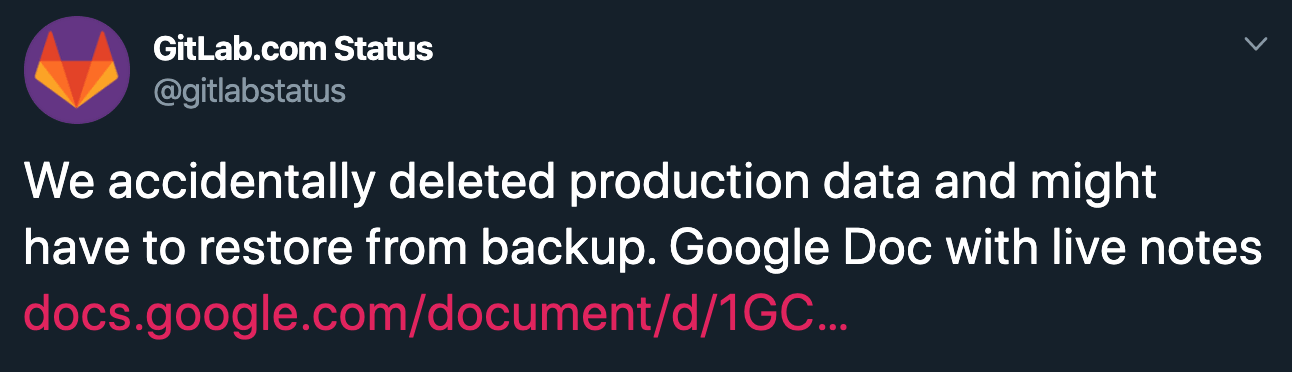 GitLab.com Status
@gitlabstatus
We accidentally deleted production data and might
have to restore from backup. Google Doc with live notes
docs.google.com/document/d/1GC…